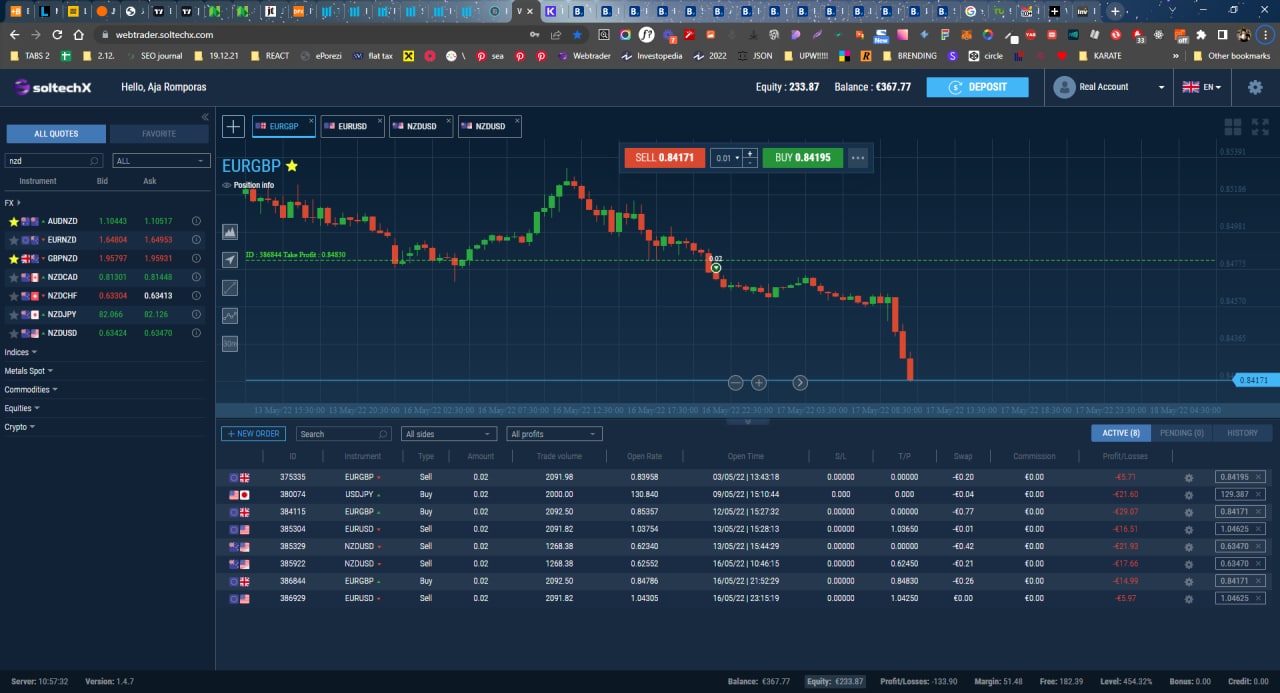 webtrader.soltechx.com
TABS 2
2.12.
SEO journal
19.12.21
REACT
ePorezi
flat tax
sea
Webtrader
Investopedia
2022
JSON
UPW!!!!!
BRENDING
circle
KARATE
»
Other bookmarks
soltechX
Hello, Aja Romporas
Equity : 233.87 Balance : €367.77
DEPOSIT
Real Account
EN
ALL QUOTES FAVORITE
nzd ALL
Instrument Bid Ask
FX
AUDNZD 1.10443 1.10517
EURNZD 1.64804 1.64953
GBPNZD 1.95797 1.95931
NZDCAD 0.81301 0.81448
NZDCHF 0.63304 0.63413
NZDJPY 82.066 82.126
NZDUSD 0.63424 0.63470
Indices
Metals Spot
Commodities
Equities
Crypto
EURGBP EURUSD NZDUSD NZDUSD
EURGBP
Position info
SELL 0.84171 0.01 BUY 0.84195
ID : 386844 Take Profit : 0.84830
0.02
30m
0.85391
0.85186
0.84981
0.84773
0.84570
0.84365
0.84171
13 May/22 15:30:00 13 May/22 20:30:00 16 May/22 02:30:00 16 May/22 07:30:00 16 May/22 12:30:00 16 May/22 17:30:00 16 May/22 22:30:00 17 May/22 03:30:00 17 May/22 08:30:00 17 May/22 13:30:00 17 May/22 18:30:00 17 May/22 23:30:00 18 May/22 04:30:00
+ NEW ORDER Search All sides All profits ACTIVE (8) PENDING (0) HISTORY
ID Instrument Type Amount Trade volume Open Rate Open Time S/L T/P Swap Commission Profit/Losses
375335 EURGBP Sell 0.02 2091.98 0.83958 03/05/22 | 13:43:18 0.00000 0.00000 -€0.20 €0.00 -€5.71 0.84195 ×
380074 USDJPY Buy 0.02 2000.00 130.840 09/05/22 | 15:10:44 0.000 0.000 -€0.04 €0.00 -€21.60 129.387 ×
384115 EURGBP Buy 0.02 2092.50 0.85357 12/05/22 | 15:27:32 0.00000 0.00000 -€0.77 €0.00 -€29.07 0.84171 ×
385304 EURUSD Sell 0.02 2091.82 1.03754 13/05/22 | 15:28:13 0.00000 1.03650 -€0.01 €0.00 -€16.51 1.04625 ×
385329 NZDUSD Sell 0.02 1268.38 0.62340 13/05/22 | 15:44:29 0.00000 0.00000 -€0.42 €0.00 -€21.93 0.63470 ×
385922 NZDUSD Sell 0.02 1268.38 0.62552 16/05/22 | 10:46:15 0.00000 0.62450 -€0.21 €0.00 -€17.66 0.63470 ×
386844 EURGBP Buy 0.02 2092.50 0.84786 16/05/22 | 21:52:29 0.00000 0.84830 -€0.26 €0.00 -€14.99 0.84171 ×
386929 EURUSD Sell 0.02 2091.82 1.04305 16/05/22 | 23:15:19 0.00000 1.04250 €0.00 €0.00 -€5.97 1.04625 ×
Server: 10:57:32 Version: 1.4.7 Balance: €367.77 Equity: €233.87 Profit/Losses: -133.90 Margin: 51.48 Free: 182.39 Level: 454.32% Bonus: 0.00 Credit: 0.00